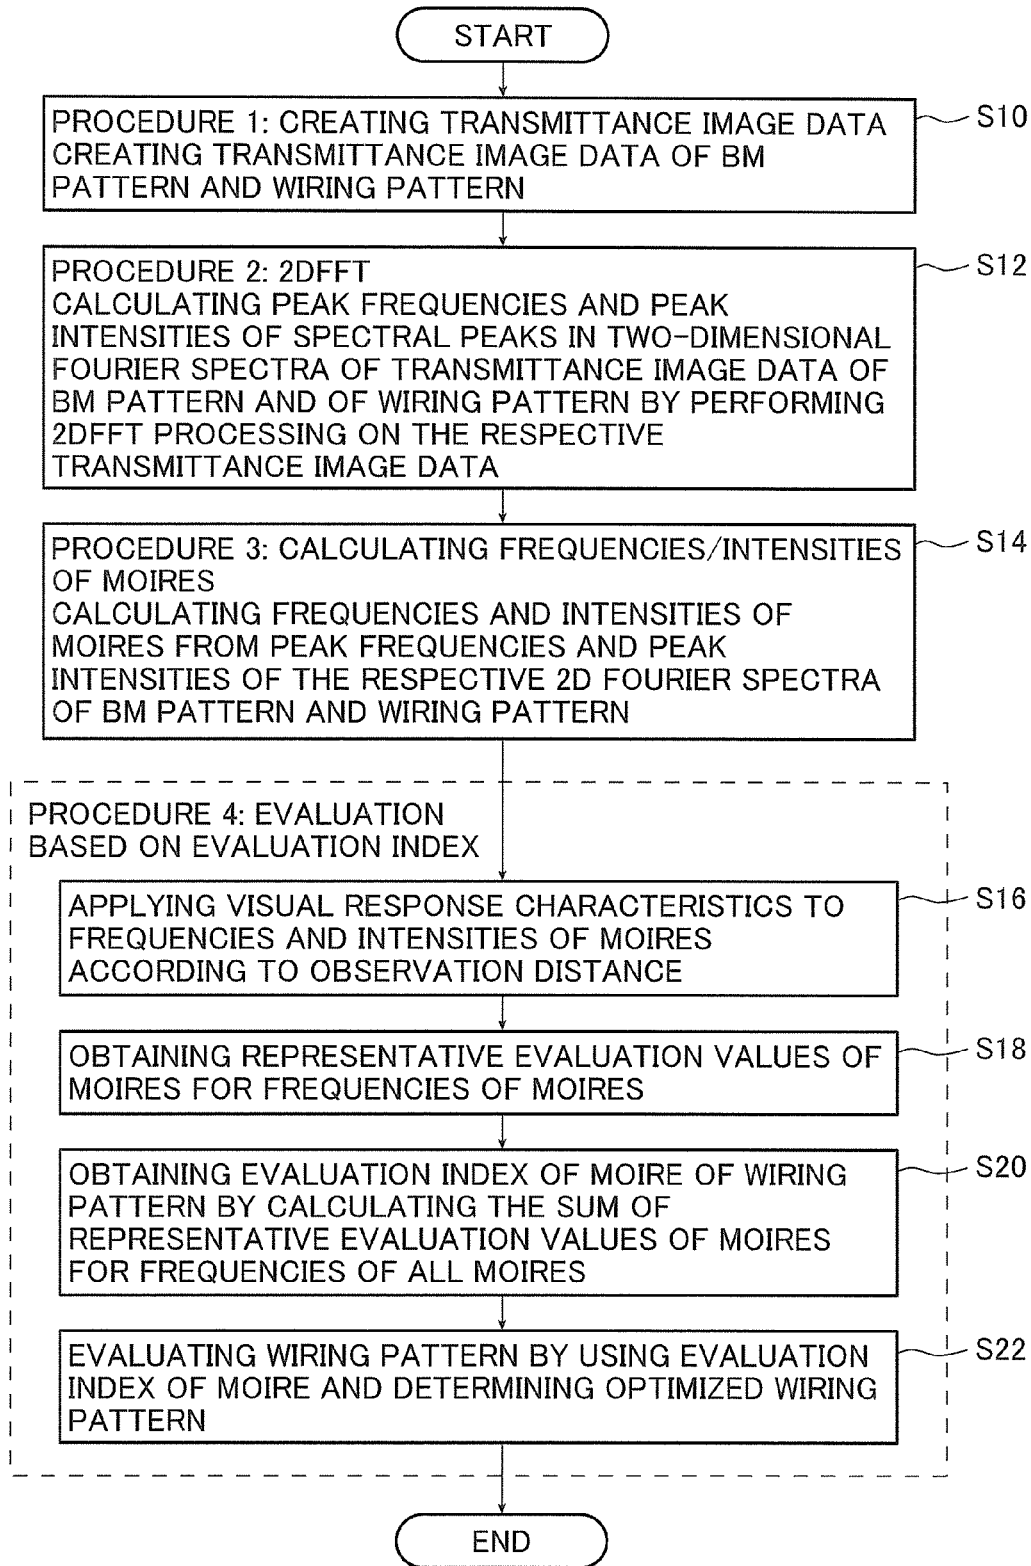 START
PROCEDURE 1: CREATING TRANSMITTANCE IMAGE DATA
CREATING TRANSMITTANCE IMAGE DATA OF BM
PATTERN AND WIRING PATTERN
S10
PROCEDURE 2: 2DFFT
CALCULATING PEAK FREQUENCIES AND PEAK
INTENSITIES OF SPECTRAL PEAKS IN TWO-DIMENSIONAL
FOURIER SPECTRA OF TRANSMITTANCE IMAGE DATA OF
BM PATTERN AND OF WIRING PATTERN BY PERFORMING
2DFFT PROCESSING ON THE RESPECTIVE
TRANSMITTANCE IMAGE DATA
S12
PROCEDURE 3: CALCULATING FREQUENCIES/INTENSITIES
OF MOIRES
CALCULATING FREQUENCIES AND INTENSITIES OF
MOIRES FROM PEAK FREQUENCIES AND PEAK
INTENSITIES OF THE RESPECTIVE 2D FOURIER SPECTRA
OF BM PATTERN AND WIRING PATTERN
S14
PROCEDURE 4: EVALUATION
BASED ON EVALUATION INDEX
APPLYING VISUAL RESPONSE CHARACTERISTICS TO
FREQUENCIES AND INTENSITIES OF MOIRES
ACCORDING TO OBSERVATION DISTANCE
S16
OBTAINING REPRESENTATIVE EVALUATION VALUES OF
MOIRES FOR FREQUENCIES OF MOIRES
S18
OBTAINING EVALUATION INDEX OF MOIRE OF WIRING
PATTERN BY CALCULATING THE SUM OF
REPRESENTATIVE EVALUATION VALUES OF MOIRES
FOR FREQUENCIES OF ALL MOIRES
S20
EVALUATING WIRING PATTERN BY USING EVALUATION
INDEX OF MOIRE AND DETERMINING OPTIMIZED WIRING
PATTERN
S22
END